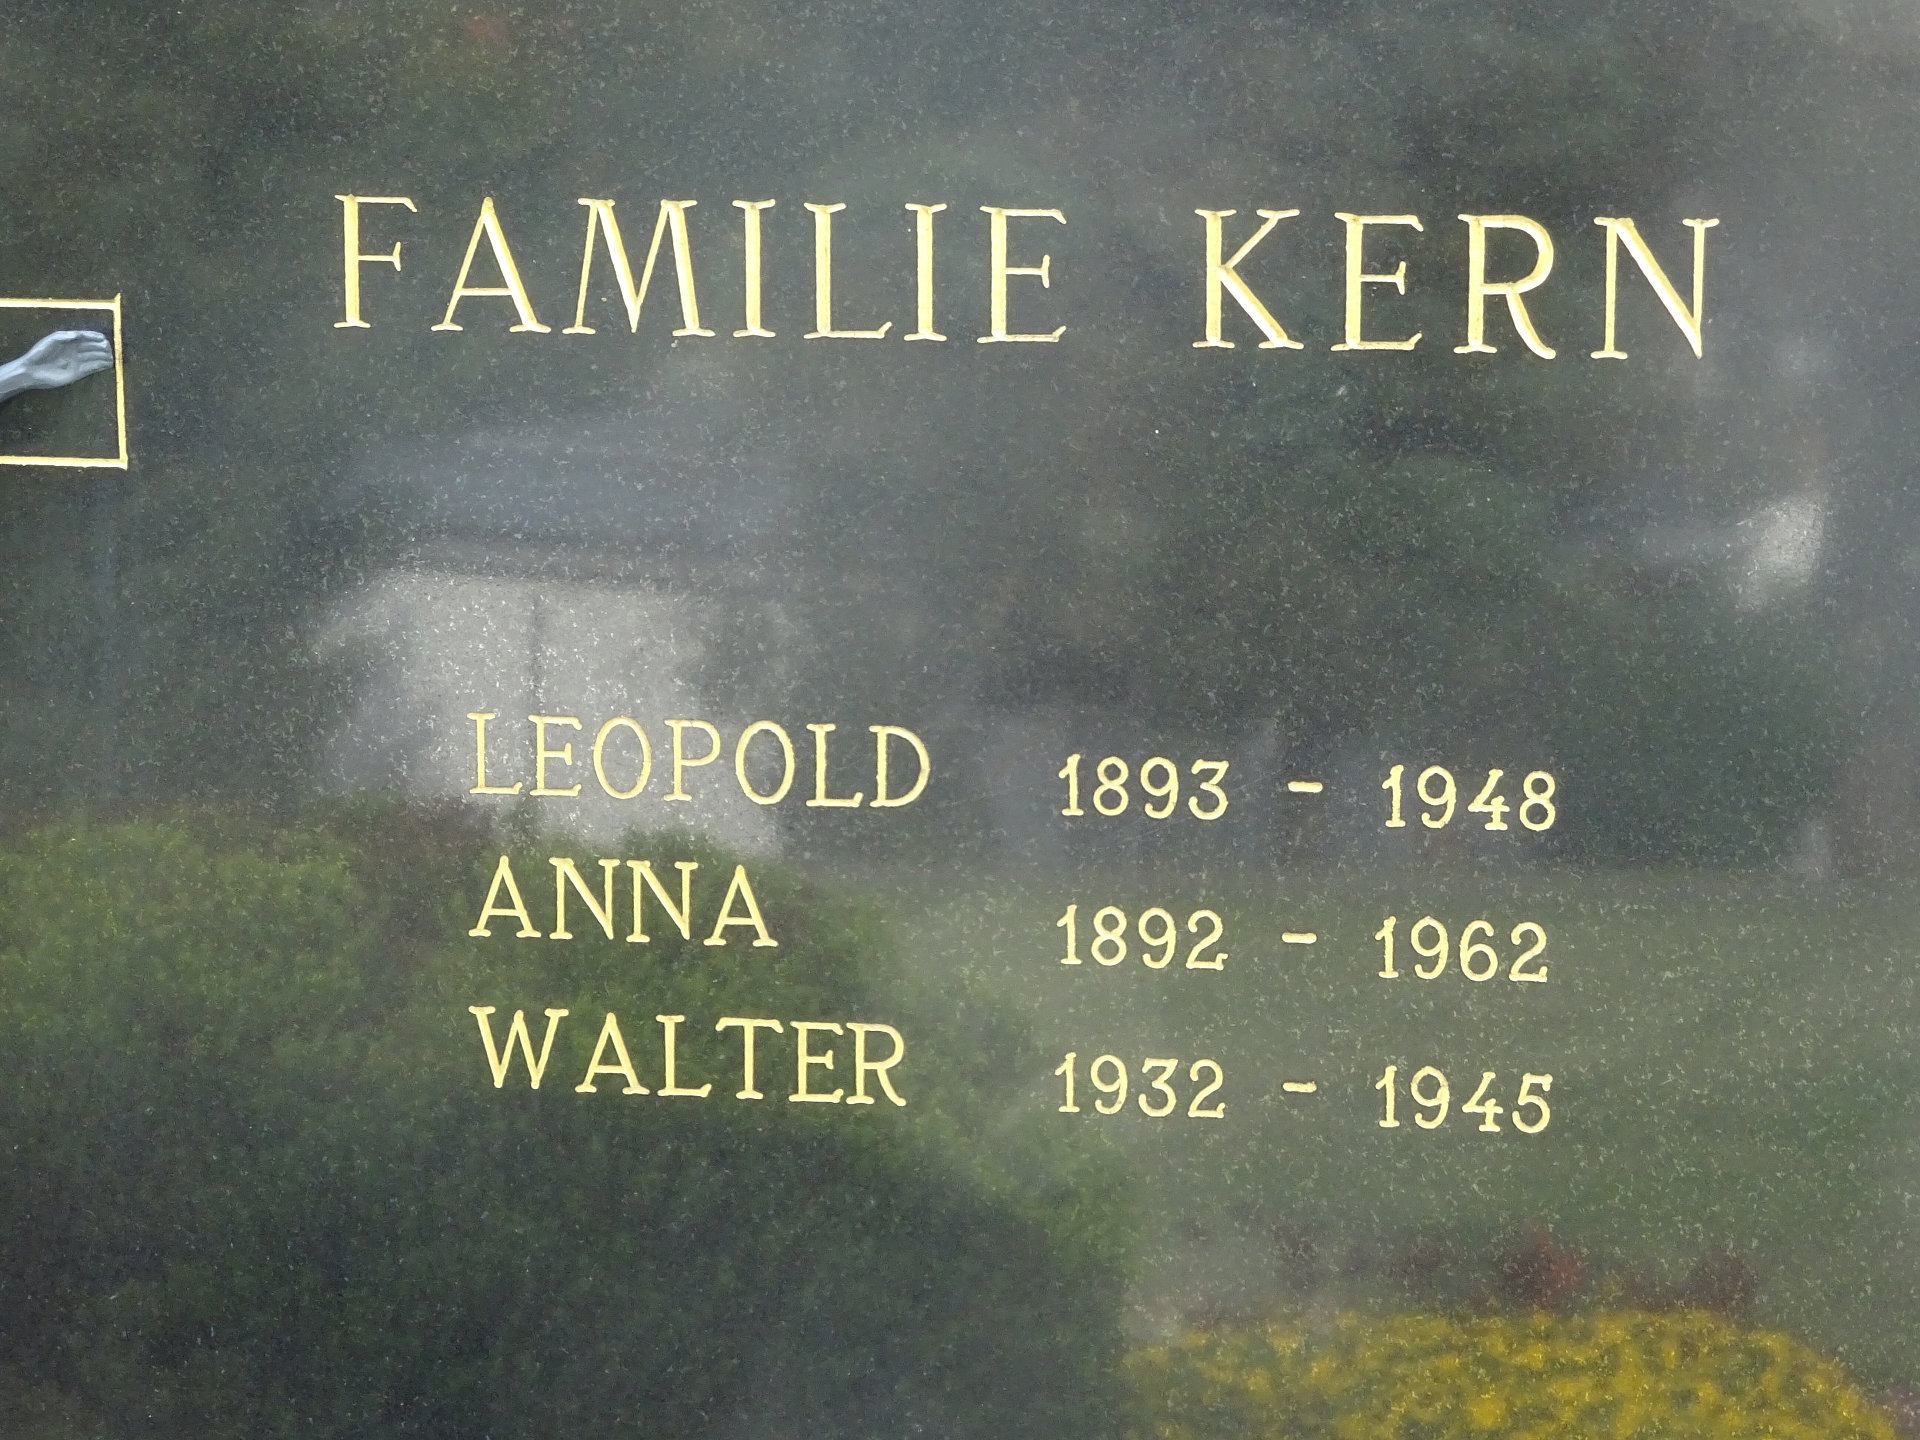 FAMILIE KERN
LEOPOLD 1893 - 1948
ANNA 1892 - 1962
WALTER 1932 - 1945